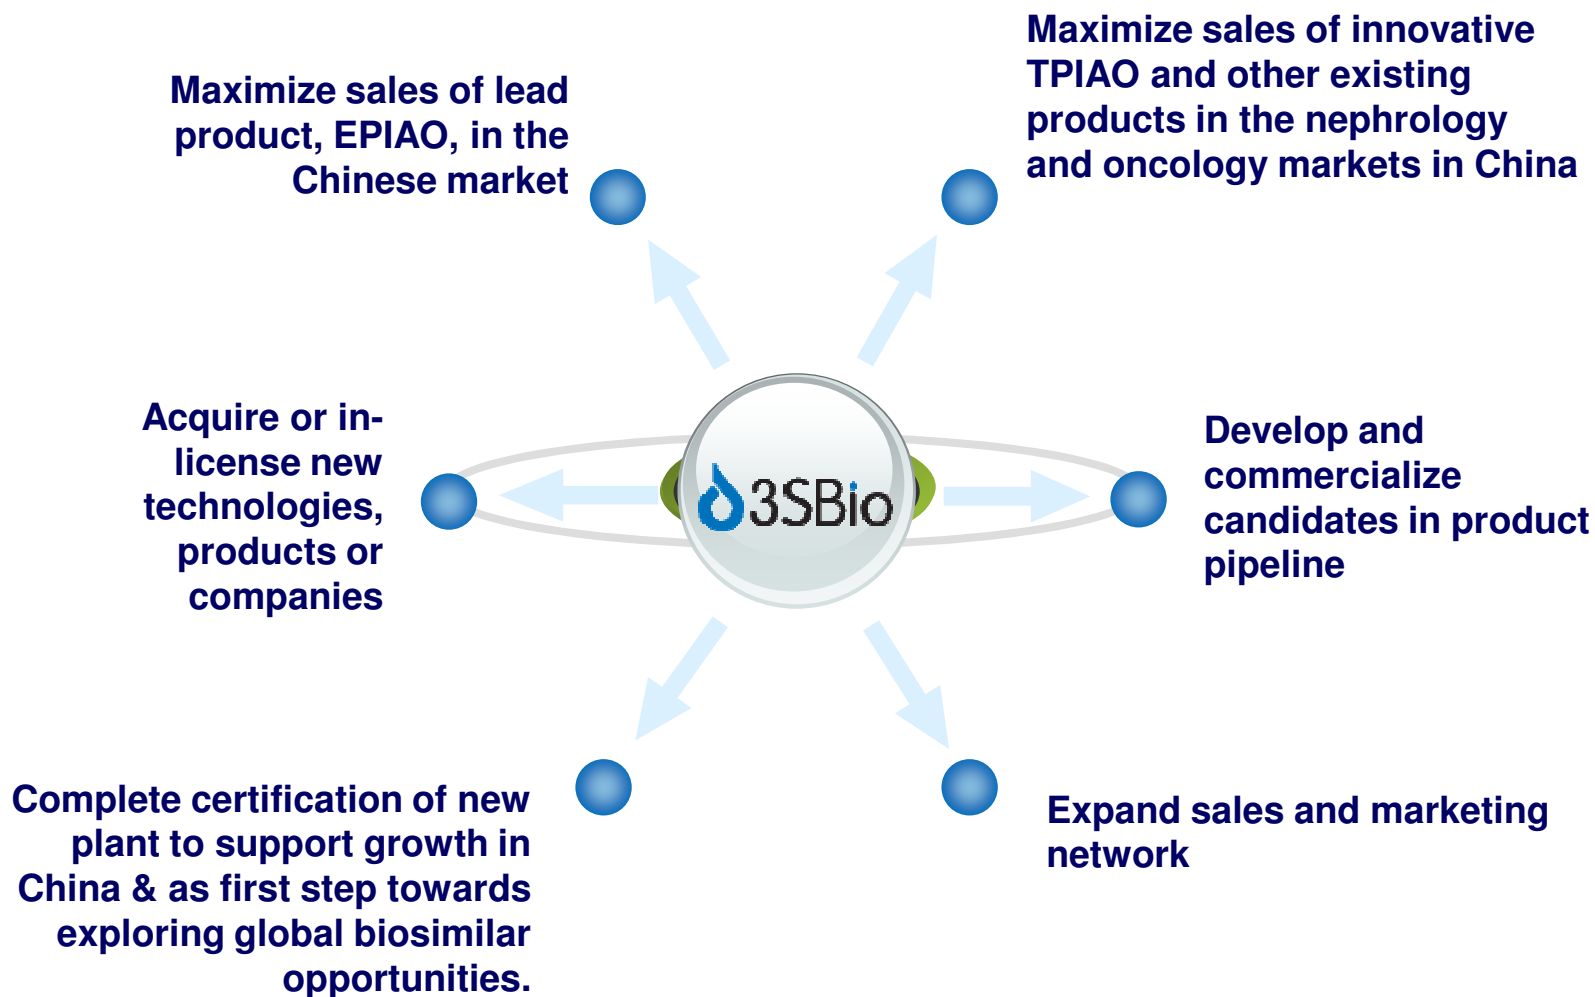 Maximize sales of lead
product, EPIAO, in the
Chinese market
Maximize sales of innovative
TPIAO and other existing
products in the nephrology
and oncology markets in China
Acquire or in-
license new
technologies,
products or
companies
3SBio
Develop and
commercialize
candidates in product
pipeline
Complete certification of new
plant to support growth in
China & as first step towards
exploring global biosimilar
opportunities.
Expand sales and marketing
network